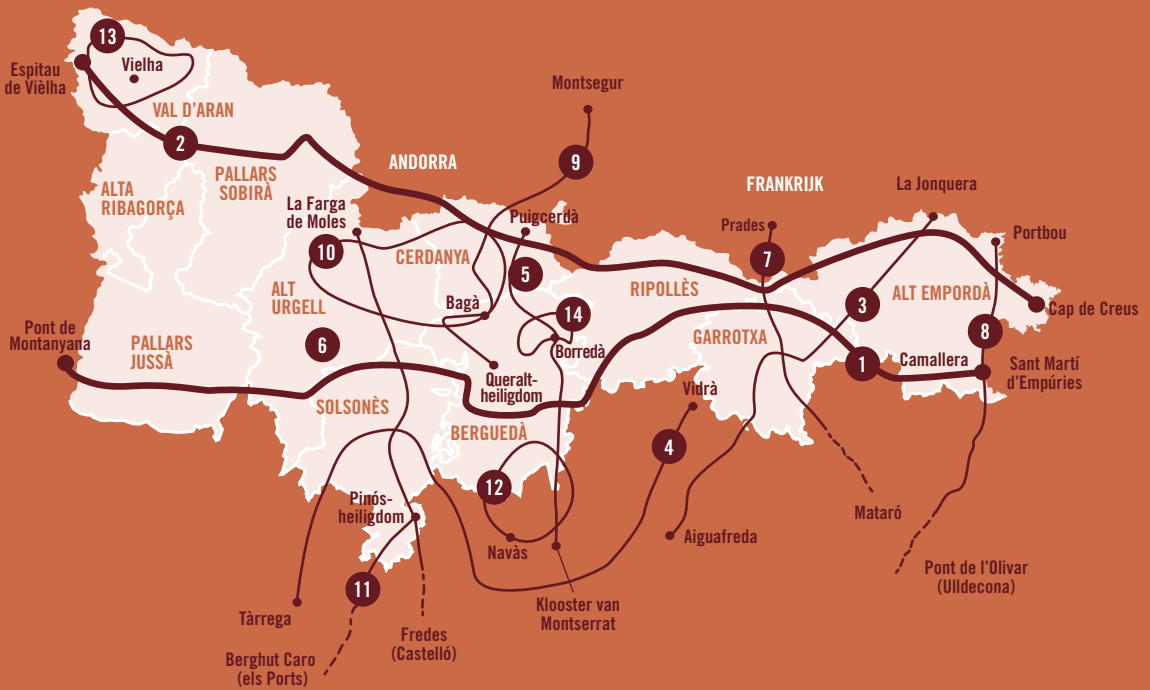 13
Vielha
Espitau
de Vièlha
VAL D'ARAN
2
Montsegur
9
ANDORRA
FRANKRIJK
La Jonquera
PALLARS
SOBIRÀ
ALTA
RIBAGORÇA
La Farga
de Moles
Puigcerdà
Prades
Portbou
10
CERDANYA
7
5
RIPOLLÈS
ALT EMPORDÀ
ALT
URGELL
Bagà
14
3
Cap de Creus
Pont de
Montanyana
PALLARS
JUSSÀ
6
Borredà
GARROTXA
8
1
Camallera
Sant Martí
d'Empúries
Queralt-
heiligdom
Vidrà
SOLSONÈS
BERGUEDÀ
4
12
Pinós-
heiligdom
Mataró
Navàs
Aiguafreda
Pont de l'Olivar
(Ulldecona)
11
Tàrrega
Klooster van
Montserrat
Fredes
(Castelló)
Berghut Caro
(els Ports)